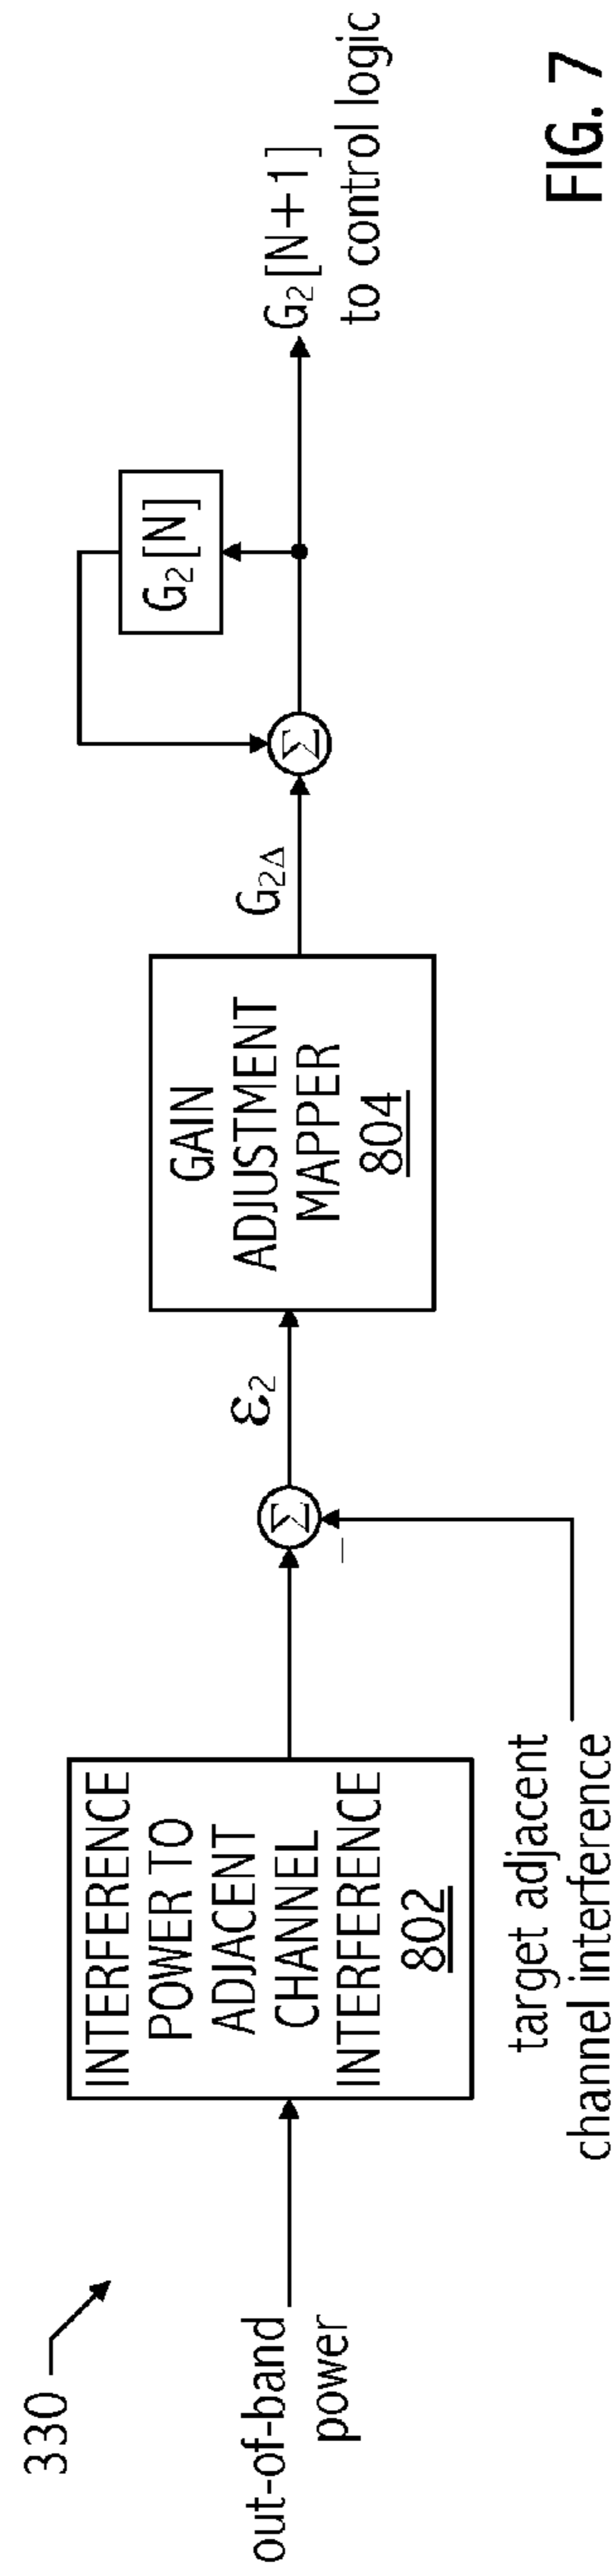 330
out-of-band
power
INTERFERENCE
POWER TO
ADJACENT
CHANNEL
INTERFERENCE
802
target adjacent
channel interference
Σ
−
ε2
GAIN
ADJUSTMENT
MAPPER
804
G2Δ
Σ
G2[N]
G2[N+1]
to control logic
FIG. 7